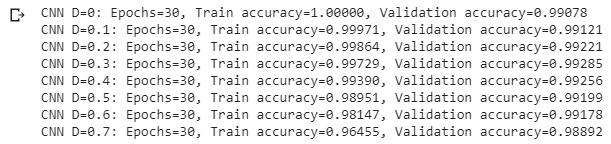 CNN D=0: Epochs=30, Train accuracy=1.00000, Validation accuracy=0.99078
CNN D=0.1: Epochs=30, Train accuracy=0.99971, Validation accuracy=0.99121
CNN D=0.2: Epochs=30, Train accuracy=0.99864, Validation accuracy=0.99221
CNN D=0.3: Epochs=30, Train accuracy=0.99729, Validation accuracy=0.99285
CNN D=0.4: Epochs=30, Train accuracy=0.99390, Validation accuracy=0.99256
CNN D=0.5: Epochs=30, Train accuracy=0.98951, Validation accuracy=0.99199
CNN D=0.6: Epochs=30, Train accuracy=0.98147, Validation accuracy=0.99178
CNN D=0.7: Epochs=30, Train accuracy=0.96455, Validation accuracy=0.98892